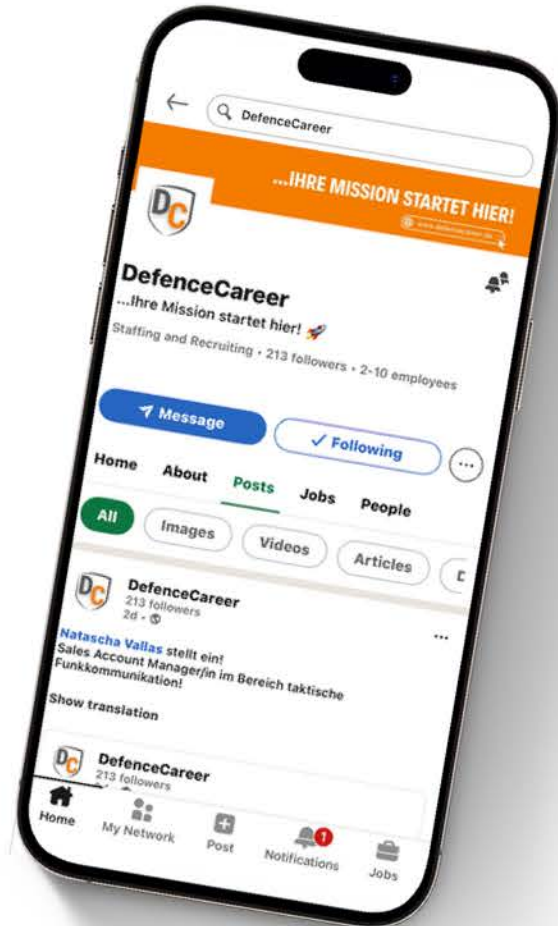 DefenceCareer
...IHRE MISSION STARTET HIER!
www.defencecareer.de
DC
DefenceCareer
...Ihre Mission startet hier! 🚀
Staffing and Recruiting • 213 followers • 2-10 employees
Message
Following
Home About Posts Jobs People
All Images Videos Articles
DC
DefenceCareer
213 followers
2d •
Natascha Vallas stellt ein!
Sales Account Manager/in im Bereich taktische
Funkkommunikation!
Show translation
DC
DefenceCareer
213 followers
Home My Network Post Notifications 1 Jobs